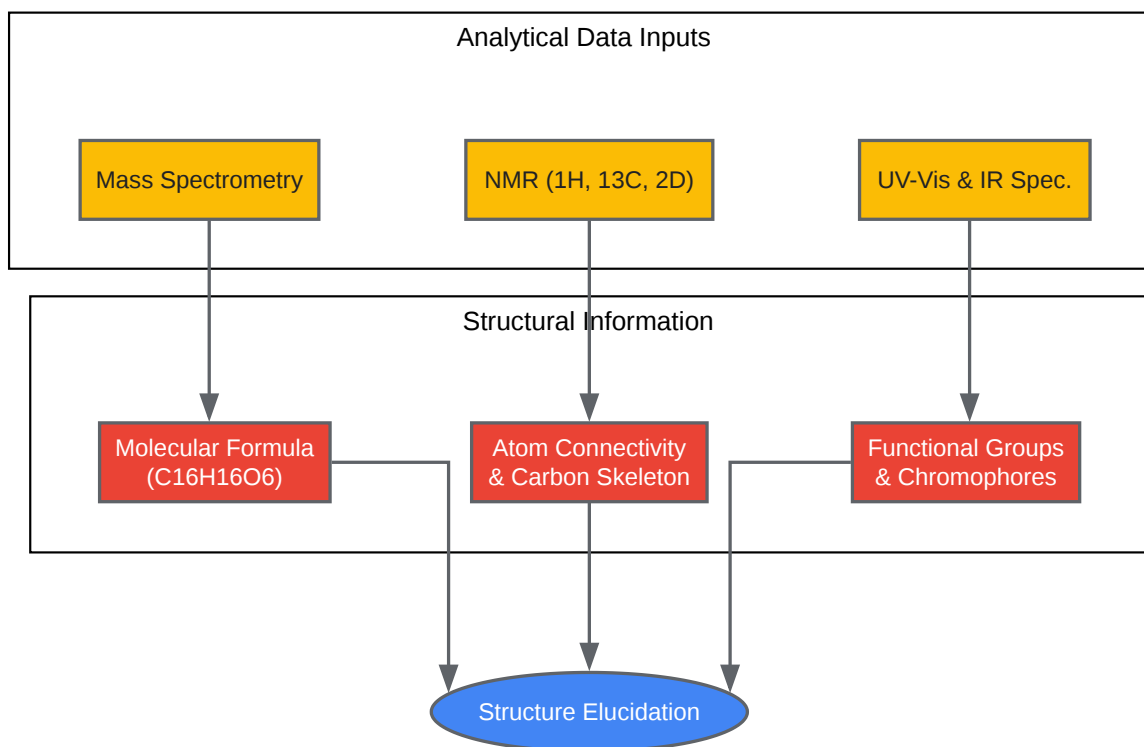 Analytical Data Inputs
Mass Spectrometry
NMR (1H, 13C, 2D)
UV-Vis & IR Spec.
Structural Information
Molecular Formula
(C16H16O6)
Atom Connectivity
& Carbon Skeleton
Functional Groups
& Chromophores
Structure Elucidation